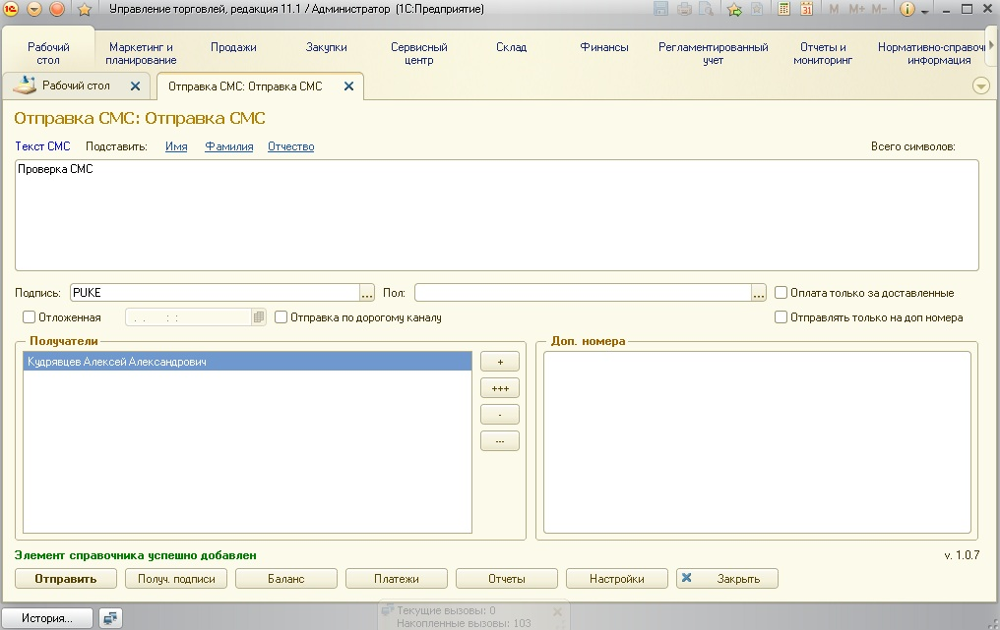 Управление торговлей, редакция 11.1 / Администратор (1С:Предприятие)
M M+ M-
Рабочий стол
Маркетинг и планирование
Продажи
Закупки
Сервисный центр
Склад
Финансы
Регламентированный учет
Отчеты и мониторинг
Нормативно-справочн информация
Рабочий стол
Отправка СМС: Отправка СМС
Отправка СМС: Отправка СМС
Текст СМС Подставить: Имя Фамилия Отчество Всего символов:
Проверка СМС
Подпись: PUKE ... Пол: ... Оплата только за доставленные
Отложенная . . : : Отправка по дорогому каналу Отправлять только на доп номера
Получатели Доп. номера
Кудрявцев Алексей Александрович
+
+++
-
---
Элемент справочника успешно добавлен v. 1.0.7
Отправить Получ. подписи Баланс Платежи Отчеты Настройки Закрыть
История...
Текущие вызовы: 0
Накопленные вызовы: 103